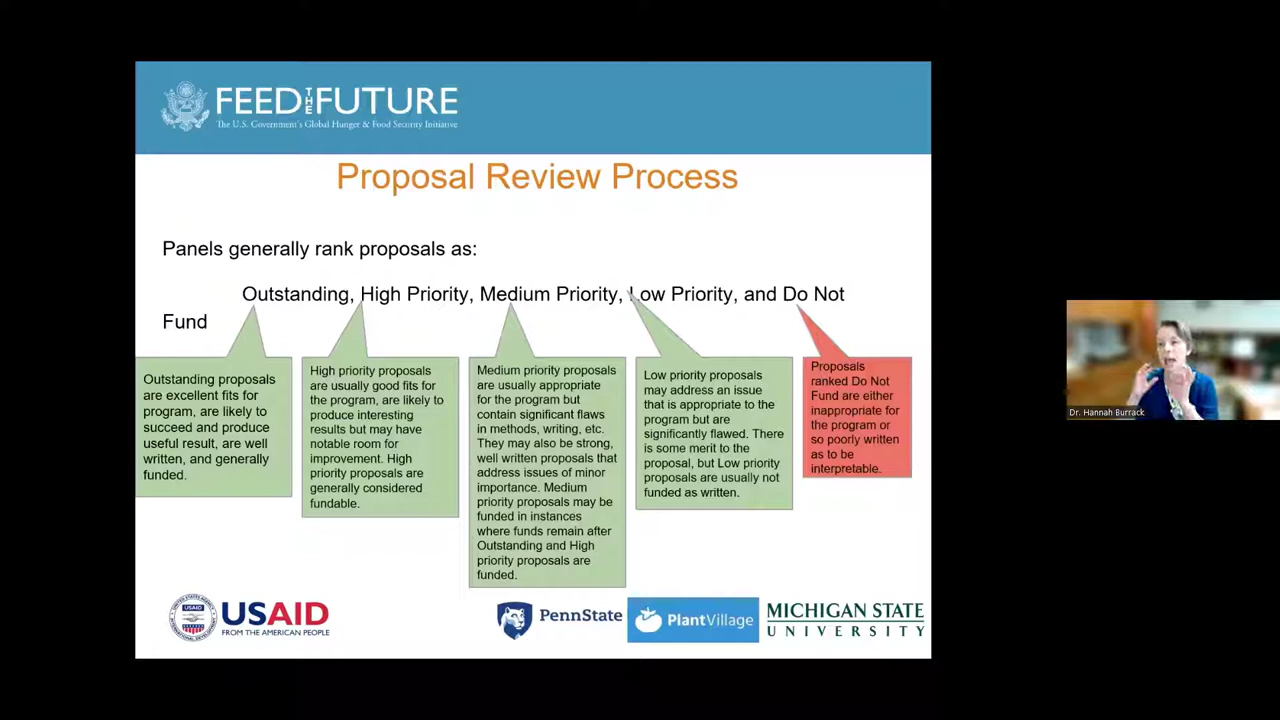 FEED THE FUTURE
The U.S. Government's Global Hunger & Food Security Initiative
Proposal Review Process
Panels generally rank proposals as:
Outstanding, High Priority, Medium Priority, Low Priority, and Do Not
Fund
Outstanding proposals
are excellent fits for
program, are likely to
succeed and produce
useful result, are well
written, and generally
funded.
High priority proposals
are usually good fits for
the program, are likely to
produce interesting
results but may have
notable room for
improvement. High
priority proposals are
generally considered
fundable.
Medium priority proposals
are usually appropriate
for the program but
contain significant flaws
in methods, writing, etc.
They may also be strong,
well written proposals that
address issues of minor
importance. Medium
priority proposals may be
funded in instances
where funds remain after
Outstanding and High
priority proposals are
funded.
Low priority proposals
may address an issue
that is appropriate to the
program but are
significantly flawed. There
is some merit to the
proposal, but Low priority
proposals are usually not
funded as written.
Proposals
ranked Do Not
Fund are either
inappropriate for
the program or
so poorly written
as to be
interpretable.
Dr. Hannah Burrack
USAID
FROM THE AMERICAN PEOPLE
PennState
PlantVillage
MICHIGAN STATE
UNIVERSITY